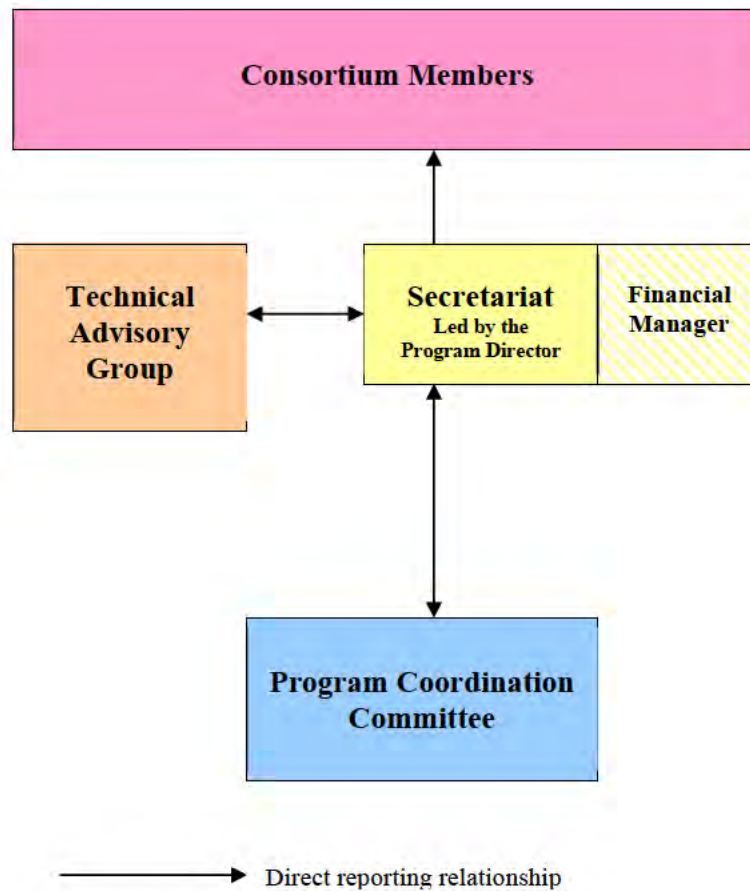 Consortium Members
Technical
Advisory
Group
Secretariat
Led by the
Program Director
Financial
Manager
Program Coordination
Committee
Direct reporting relationship